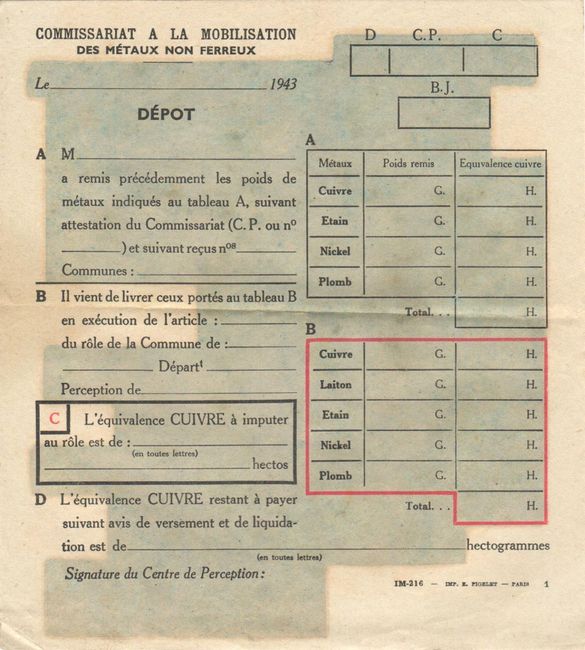 COMMISSARIAT A LA MOBILISATION
DES MÉTAUX NON FERREUX
D C.P. C
Le 1943
B.J.
DÉPOT
A M
a remis précédemment les poids de
métaux indiqués au tableau A, suivant
attestation du Commissariat (C. P. ou nº
) et suivant reçus nos
Communes :
B Il vient de livrer ceux portés au tableau B
en exécution de l'article :
du rôle de la Commune de :
Départt
Perception de
C L'équivalence CUIVRE à imputer
au rôle est de :
(en toutes lettres)
hectos
D L'équivalence CUIVRE restant à payer
suivant avis de versement et de liquida-
tion est de hectogrammes
(en toutes lettres)
Signature du Centre de Perception :
A
Métaux Poids remis Equivalence cuivre
Cuivre G. H.
Etain G. H.
Nickel G. H.
Plomb G. H.
Total. . . H.
B
Cuivre G. H.
Laiton G. H.
Etain G. H.
Nickel G. H.
Plomb G. H.
Total. . . H.
IM-216 — IMP. E. PIGELET — PARIS 1